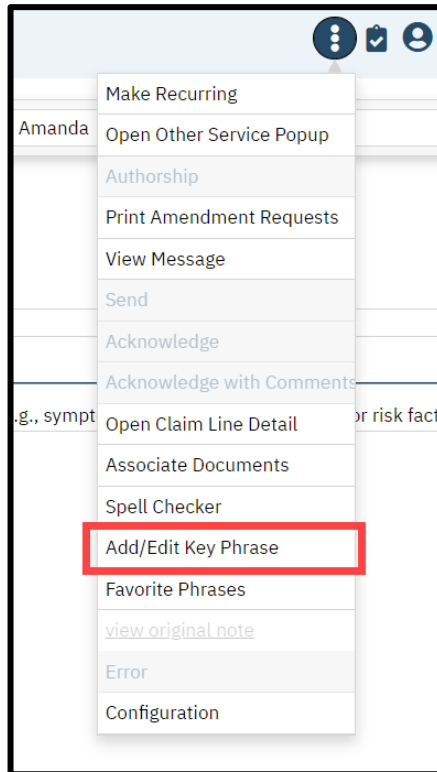 Make Recurring
Amanda
Open Other Service Popup
Authorship
Print Amendment Requests
View Message
Send
Acknowledge
Acknowledge with Comments
.g., sympt
Open Claim Line Detail
or risk fact
Associate Documents
Spell Checker
Add/Edit Key Phrase
Favorite Phrases
view original note
Error
Configuration